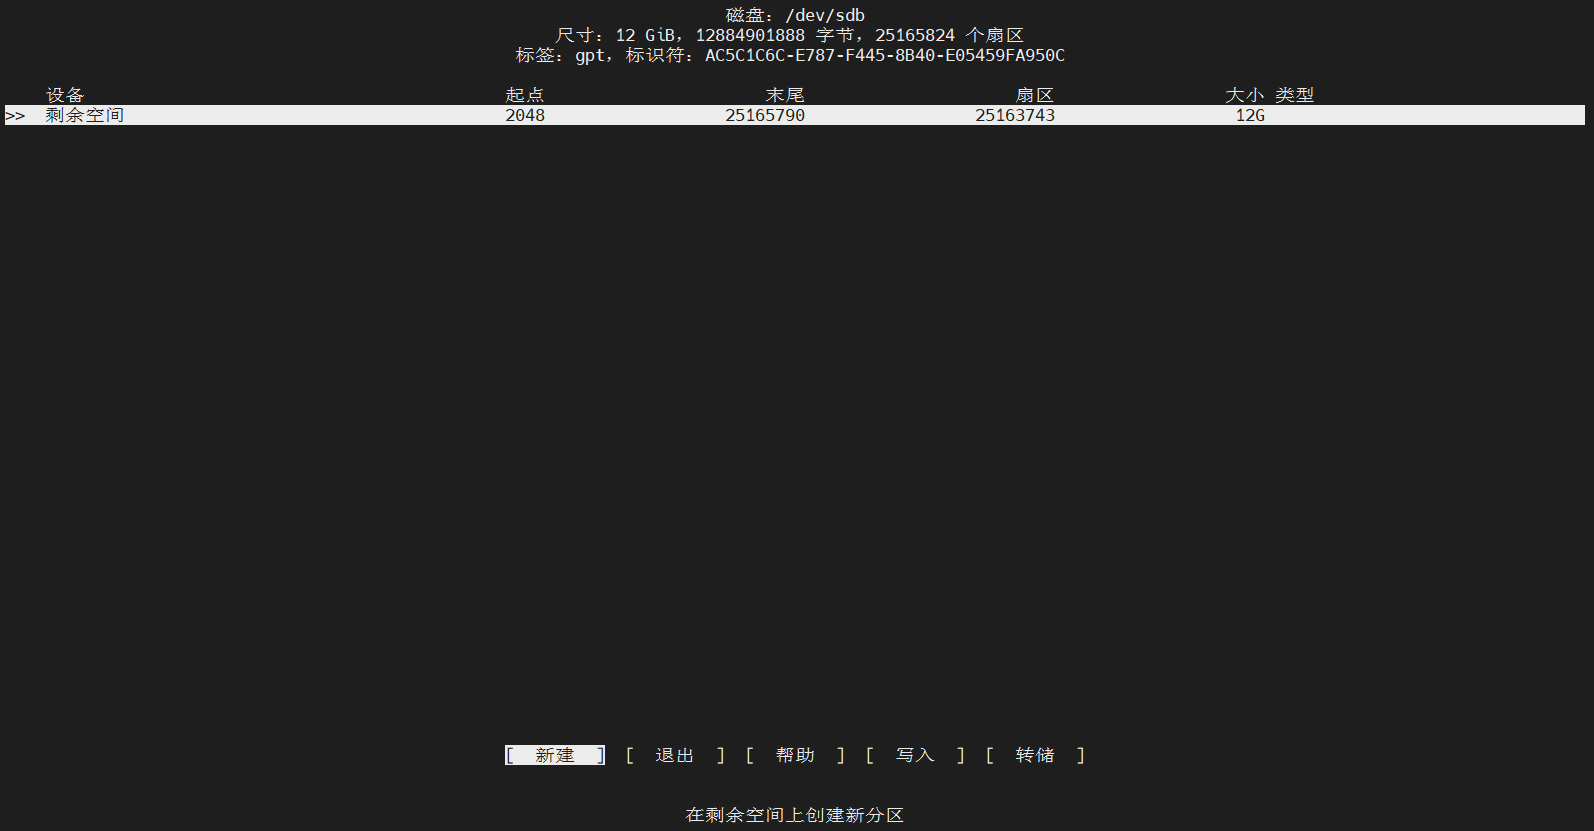 磁盘：/dev/sdb
尺寸：12 GiB，12884901888 字节，25165824 个扇区
标签：gpt，标识符：AC5C1C6C-E787-F445-8B40-E05459FA950C
设备 起点 末尾 扇区 大小 类型
>> 剩余空间 2048 25165790 25163743 12G
[ 新建 ] [ 退出 ] [ 帮助 ] [ 写入 ] [ 转储 ]
在剩余空间上创建新分区